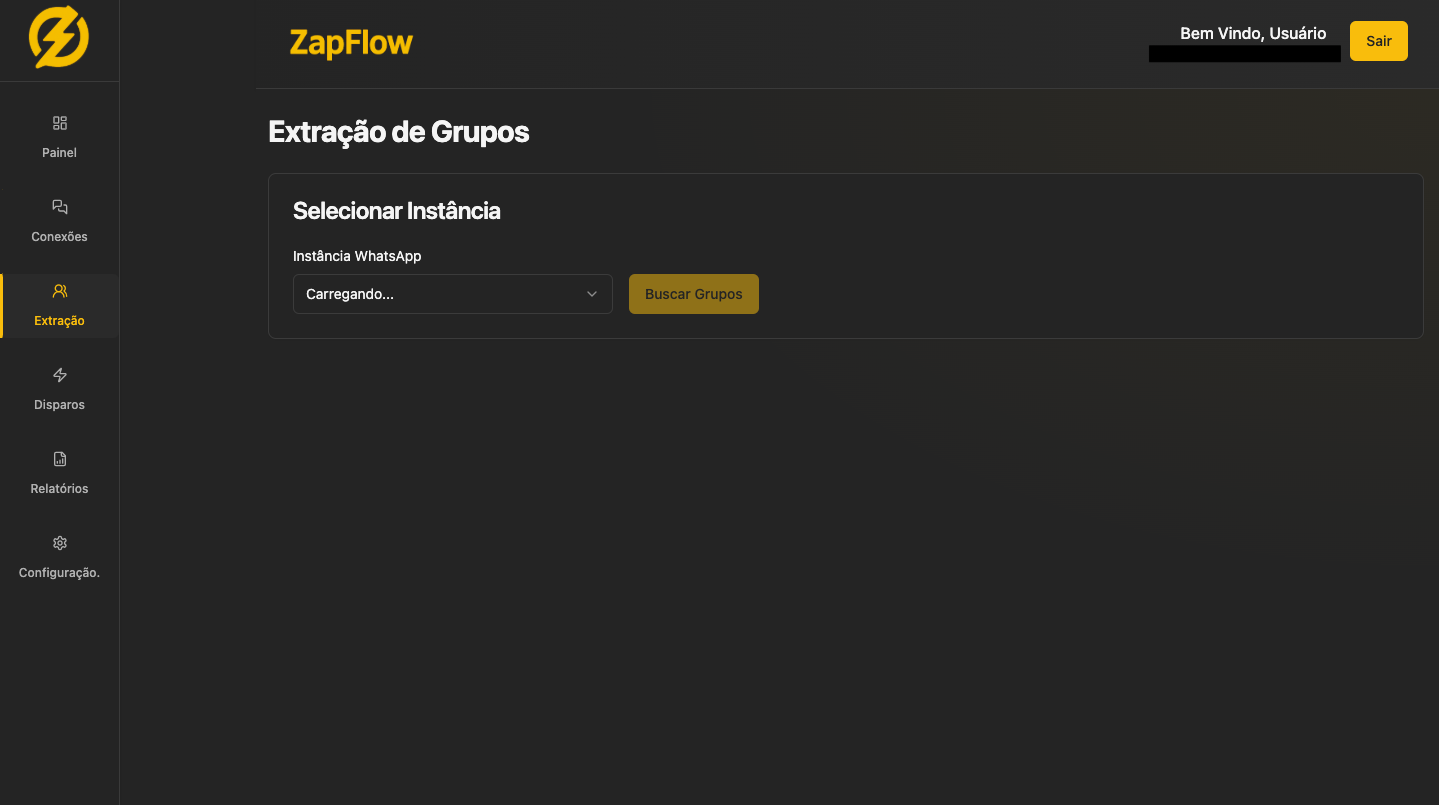 ZapFlow
Bem Vindo, Usuário
Sair
Painel
Conexões
Extração
Disparos
Relatórios
Configuração.
Extração de Grupos
Selecionar Instância
Instância WhatsApp
Carregando...
Buscar Grupos